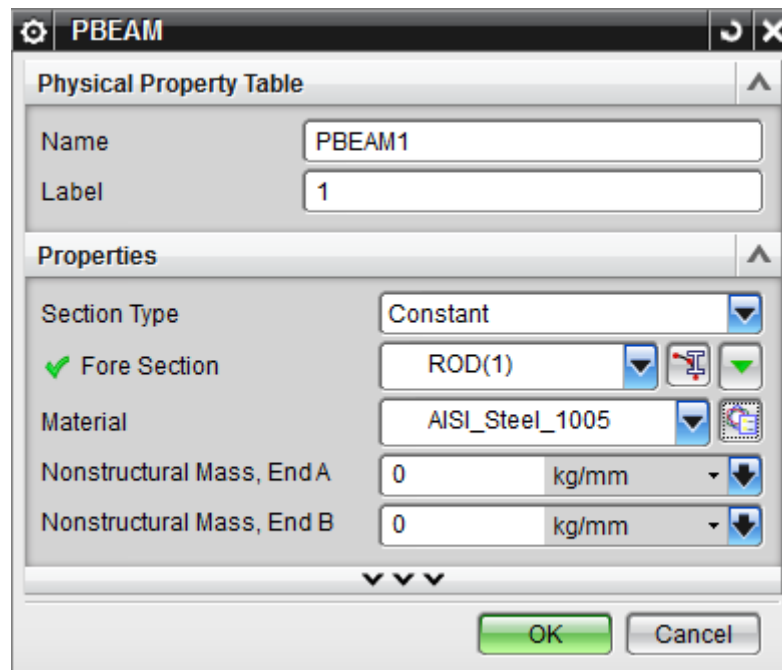 PBEAM
Physical Property Table
Name PBEAM1
Label 1
Properties
Section Type Constant
Fore Section ROD(1)
Material AISI_Steel_1005
Nonstructural Mass, End A 0 kg/mm
Nonstructural Mass, End B 0 kg/mm
OK Cancel